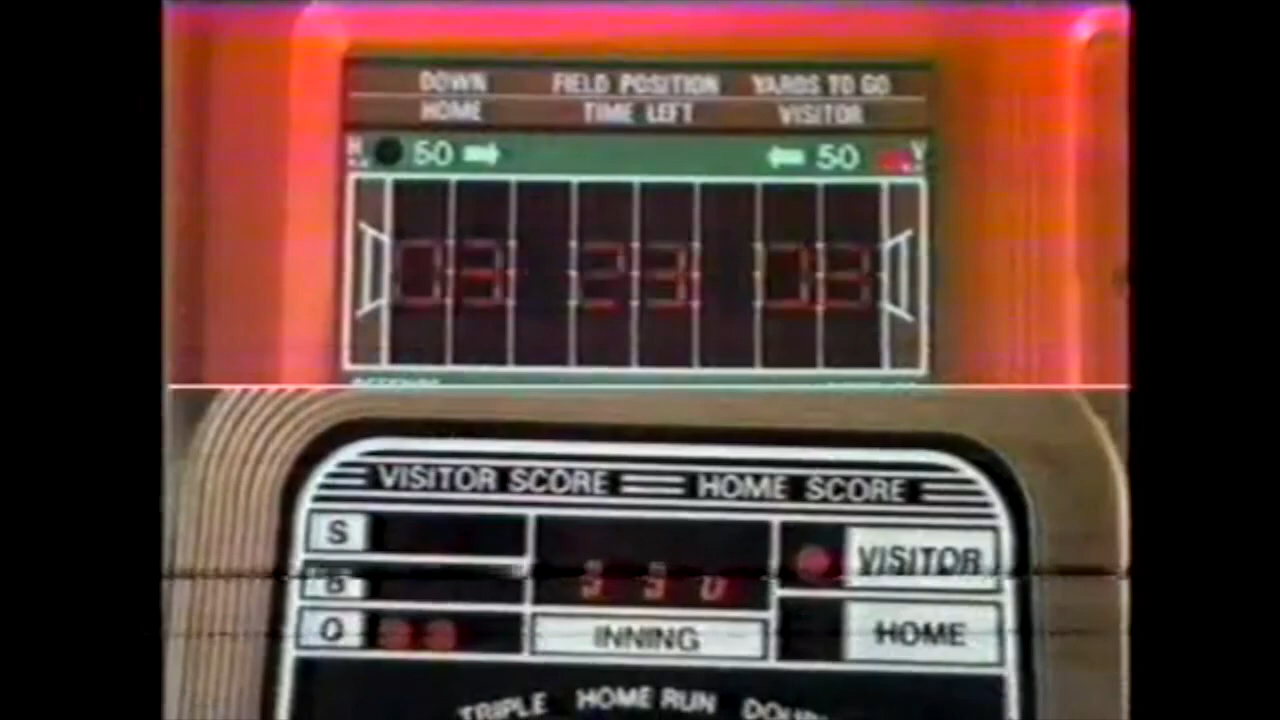 DOWN FIELD POSITION YARDS TO GO
HOME TIME LEFT VISITOR
H 50 50 V
03 23
VISITOR SCORE HOME SCORE
S VISITOR
B
O INNING HOME
TRIPLE HOME RUN